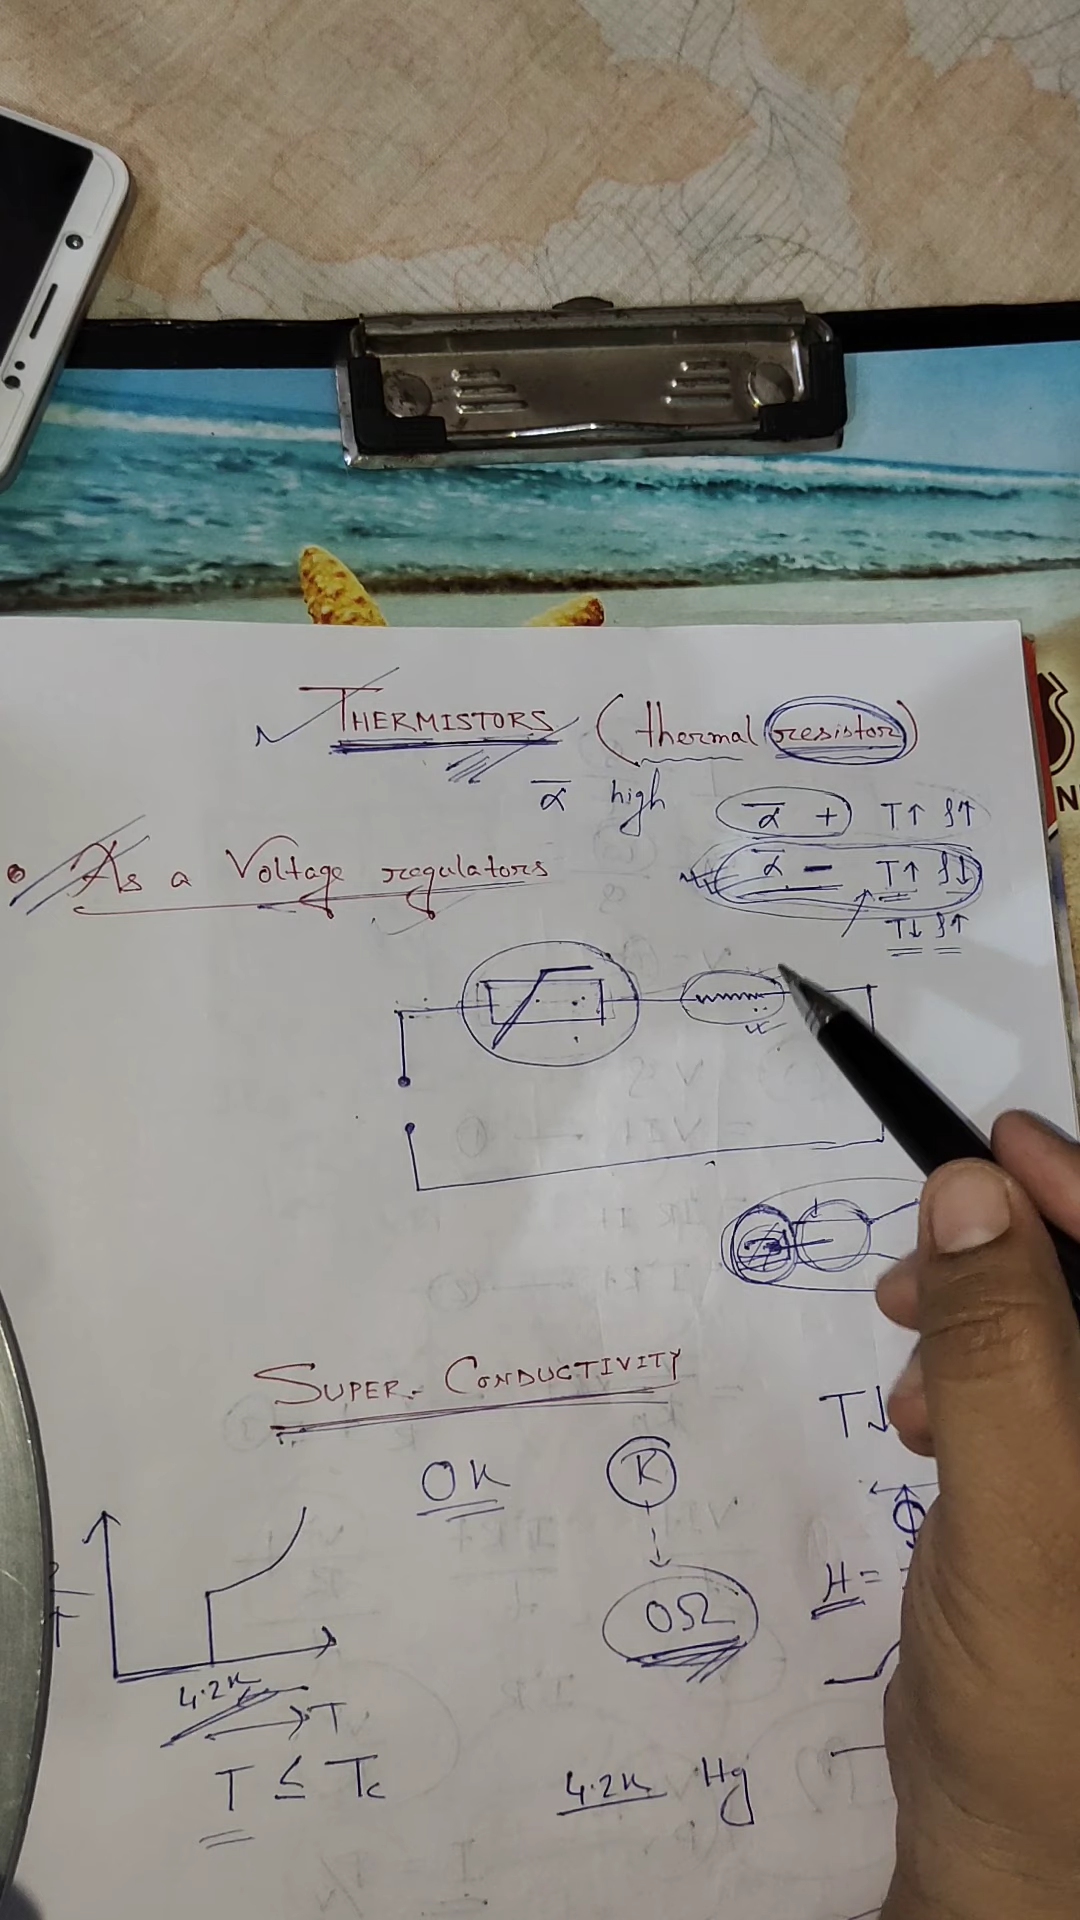 THERMISTORS (thermal resistor)
ᾱ high
ᾱ + T↑ ρ↑
• As a Voltage regulators
ᾱ - T↑ ρ↓
T↓ ρ↑
SUPER-CONDUCTIVITY
T↓
0K
R
H=
0Ω
4.2K
T
T ≤ Tc
4.2K Hg